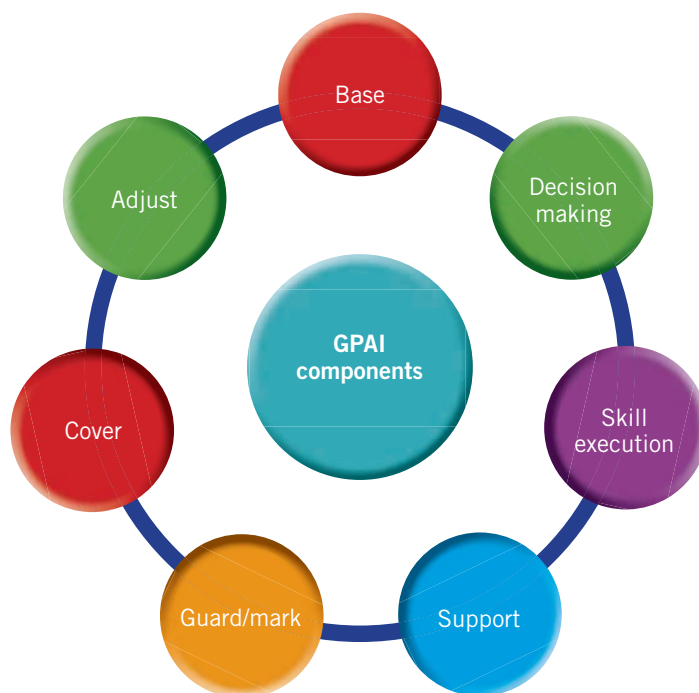 Base
Decision
making
Skill
execution
Support
Guard/mark
Cover
Adjust
GPAI
components